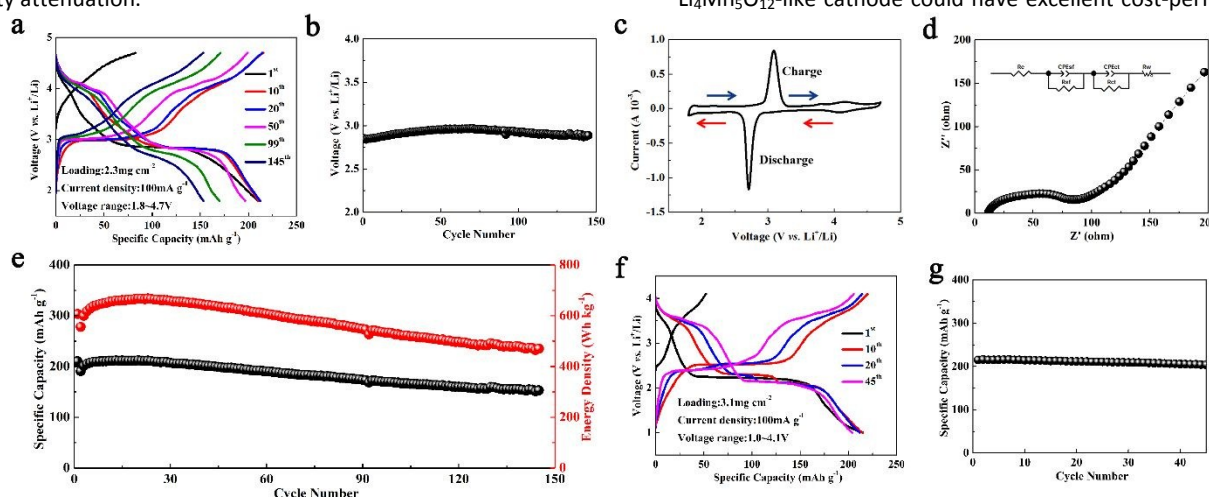 ty attenuation.
Li4Mn5O12-like cathode could have excellent cost-perf
a
Voltage (V vs. Li+/Li)
5
4
3
2
1st
10th
20th
50th
99th
145th
Loading:2.3mg cm-2
Current density:100mA g-1
Voltage range:1.8~4.7V
0 50 100 150 200 250
Specific Capacity (mAh g-1)
b
Voltage (V vs. Li+/Li)
4.0
3.5
3.0
2.5
2.0
0 50 100 150
Cycle Number
c
Current (A 10-3)
1.0
0.5
0.0
-0.5
-1.0
-1.5
Charge
Discharge
2 3 4 5
Voltage (V vs. Li+/Li)
d
Z'' (ohm)
200
150
100
50
0
Re CPEsf CPEct Rw
Rsf Rct
0 50 100 150 200
Z' (ohm)
e
Specific Capacity (mAh g-1)
400
300
200
100
0
800
600
400
200
0
Energy Density (Wh kg-1)
0 30 60 90 120 150
Cycle Number
f
Voltage (V vs. Li+/Li)
4
3
2
1
1st
10th
20th
45th
Loading:3.1mg cm-2
Current density:100mA g-1
Voltage range:1.0~4.1V
0 50 100 150 200 250
Specific Capacity (mAh g-1)
g
Specific Capacity (mAh g-1)
400
300
200
100
0
0 10 20 30 40
Cycle Number